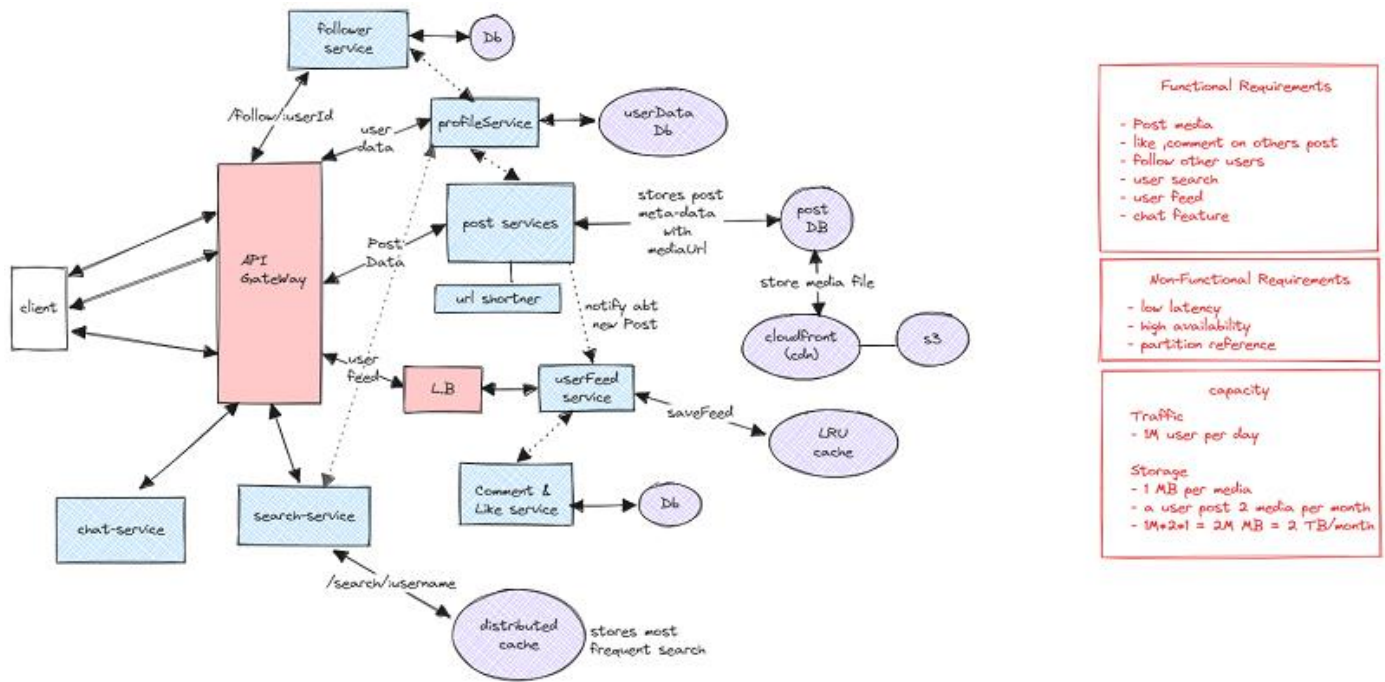 follower
service
Db
/follow/:userId
profileService
userData
Db
user
data
post services
stores post
meta-data
with
mediaUrl
post
DB
API
GateWay
Post
Data
url shortner
notify abt
new Post
store media file
client
cloudfront
(cdn)
s3
user
feed
L.B
userFeed
service
saveFeed
LRU
cache
Comment &
Like service
Db
chat-service
search-service
/search/:username
distributed
cache
stores most
frequent search
Functional Requirements
- Post media
- like ,comment on others post
- follow other users
- user search
- user feed
- chat feature
Non-Functional Requirements
- low latency
- high availability
- partition reference
capacity
Traffic
- 1M user per day
Storage
- 1 MB per media
- a user post 2 media per month
- 1M*2*1 = 2M MB = 2 TB/month